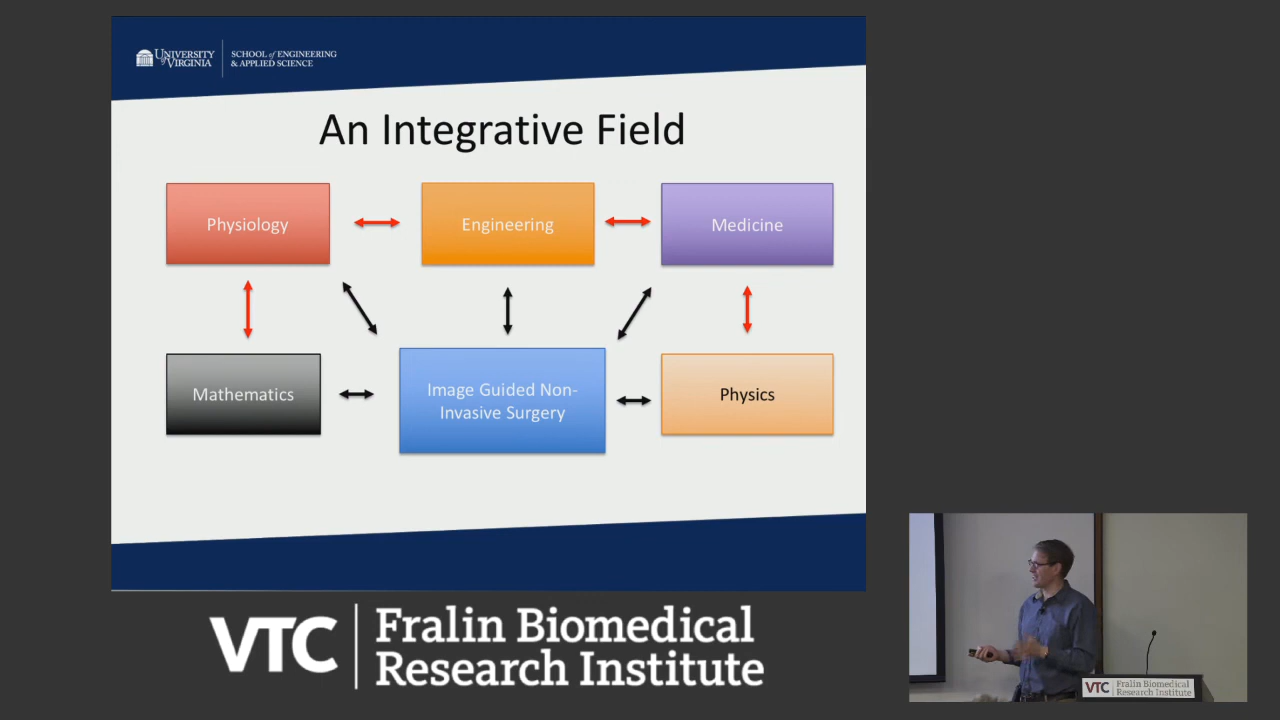 UNIVERSITY
of VIRGINIA
SCHOOL of ENGINEERING
& APPLIED SCIENCE
An Integrative Field
Physiology
Engineering
Medicine
Mathematics
Image Guided Non-
Invasive Surgery
Physics
VTC
Fralin Biomedical
Research Institute
VTC
Fralin Biomedical
Research Institute